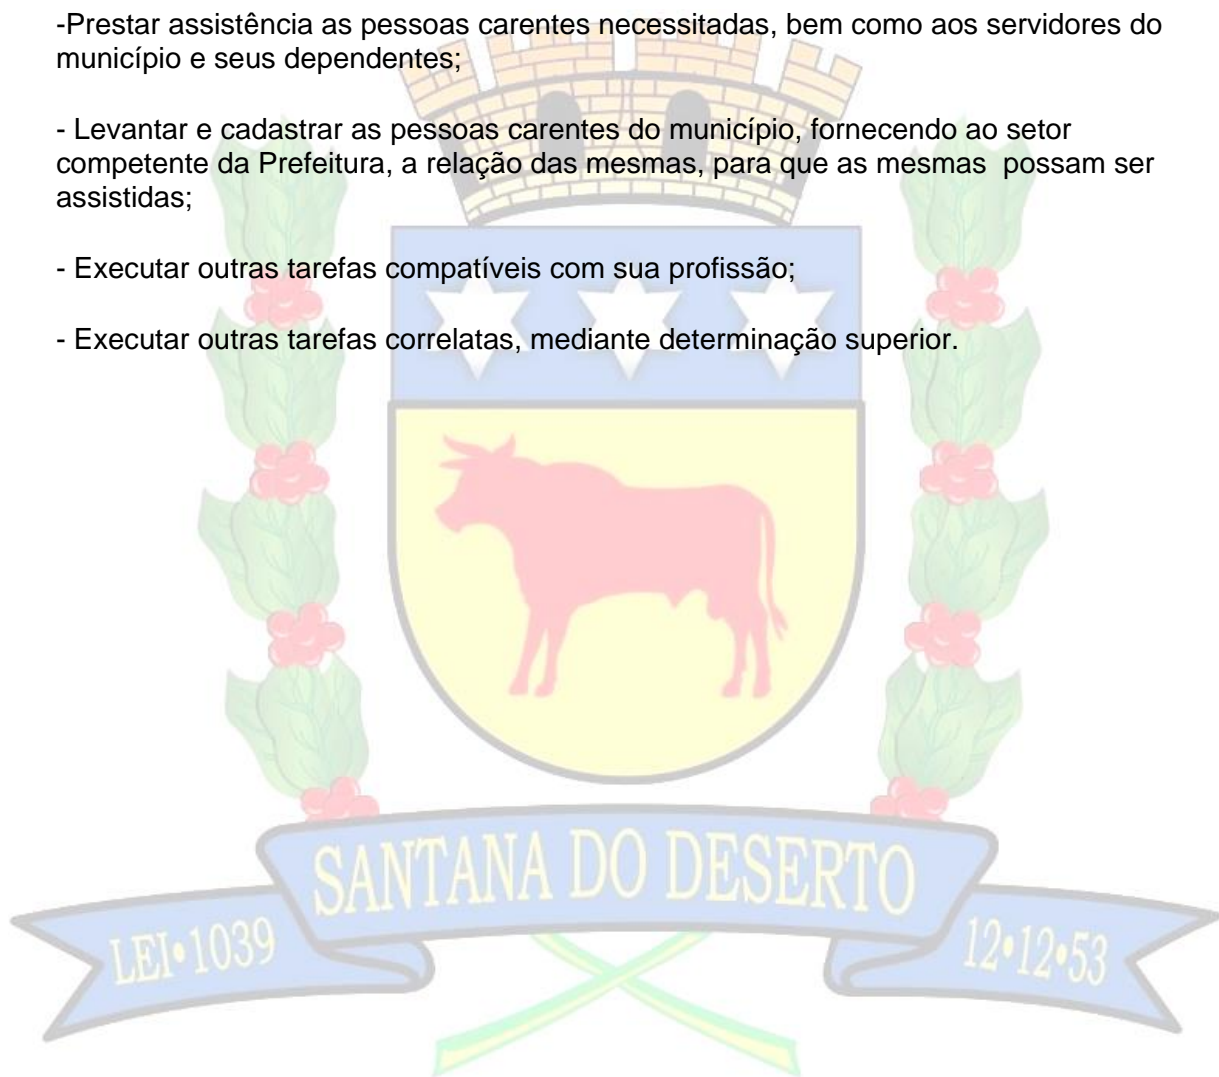 -Prestar assistência as pessoas carentes necessitadas, bem como aos servidores do
município e seus dependentes;
- Levantar e cadastrar as pessoas carentes do município, fornecendo ao setor
competente da Prefeitura, a relação das mesmas, para que as mesmas  possam ser
assistidas;
- Executar outras tarefas compatíveis com sua profissão;
- Executar outras tarefas correlatas, mediante determinação superior.
SANTANA DO DESERTO
LEI•1039
12•12•53